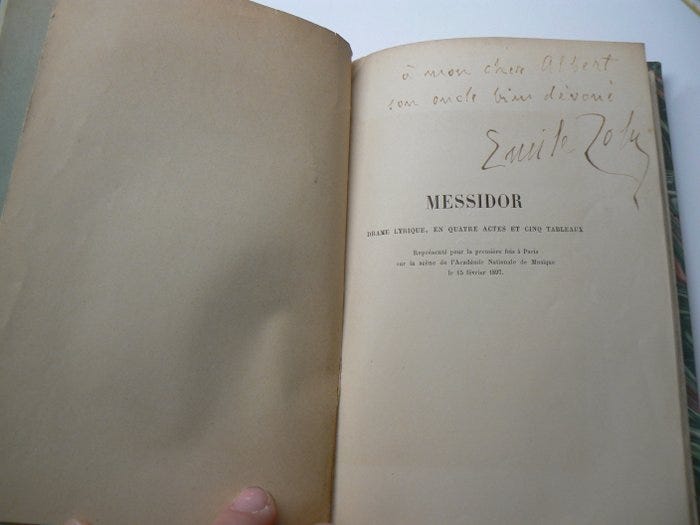 à mon cher Albert
son oncle bien dévoué
Emile Zola
MESSIDOR
DRAME LYRIQUE, EN QUATRE ACTES ET CINQ TABLEAUX
Représenté pour la première fois à Paris
sur la scène de l'Académie Nationale de Musique
le 15 février 1897.